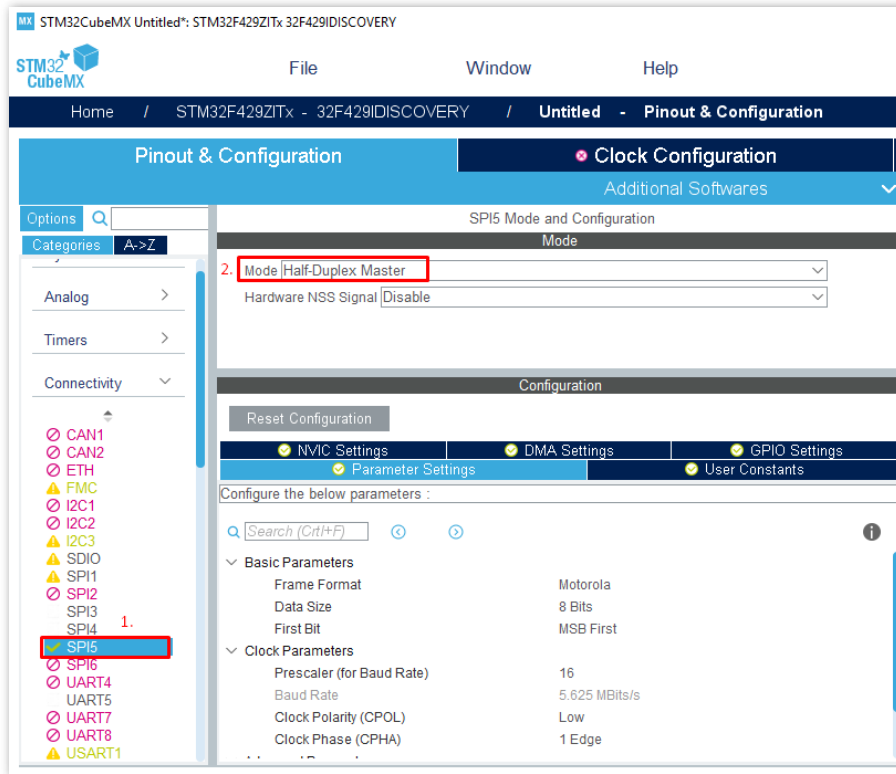 MX STM32CubeMX Untitled*: STM32F429ZITx 32F429IDISCOVERY
STM32
CubeMX
File Window Help
Home / STM32F429ZITx - 32F429IDISCOVERY / Untitled - Pinout & Configuration
Pinout & Configuration Clock Configuration
Additional Softwares
Options
Categories A->Z
Analog
Timers
Connectivity
CAN1
CAN2
ETH
FMC
I2C1
I2C2
I2C3
SDIO
SPI1
SPI2
SPI3
SPI4
1.
SPI5
SPI6
UART4
UART5
UART7
UART8
USART1
SPI5 Mode and Configuration
Mode
2. Mode Half-Duplex Master
Hardware NSS Signal Disable
Configuration
Reset Configuration
NVIC Settings DMA Settings GPIO Settings
Parameter Settings User Constants
Configure the below parameters :
Search (CrtI+F)
Basic Parameters
Frame Format Motorola
Data Size 8 Bits
First Bit MSB First
Clock Parameters
Prescaler (for Baud Rate) 16
Baud Rate 5.625 MBits/s
Clock Polarity (CPOL) Low
Clock Phase (CPHA) 1 Edge